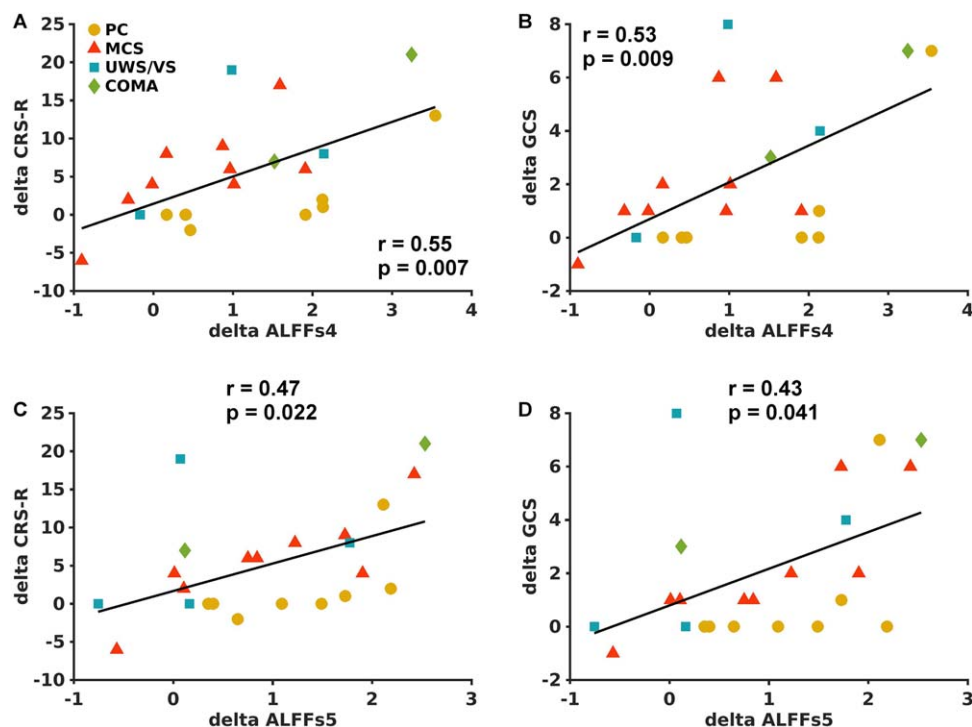 A
PC
MCS
UWS/VS
COMA
25
20
15
10
5
0
-5
-10
delta CRS-R
r = 0.55
p = 0.007
-1 0 1 2 3 4
delta ALFFs4
B
r = 0.53
p = 0.009
8
6
4
2
0
-2
delta GCS
-1 0 1 2 3 4
delta ALFFs4
C
r = 0.47
p = 0.022
25
20
15
10
5
0
-5
-10
delta CRS-R
-1 0 1 2 3
delta ALFFs5
D
r = 0.43
p = 0.041
8
6
4
2
0
-2
delta GCS
-1 0 1 2 3
delta ALFFs5